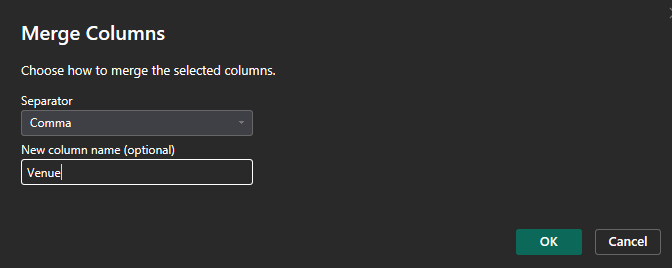 Merge Columns
Choose how to merge the selected columns.
Separator
Comma
New column name (optional)
Venue
OK
Cancel